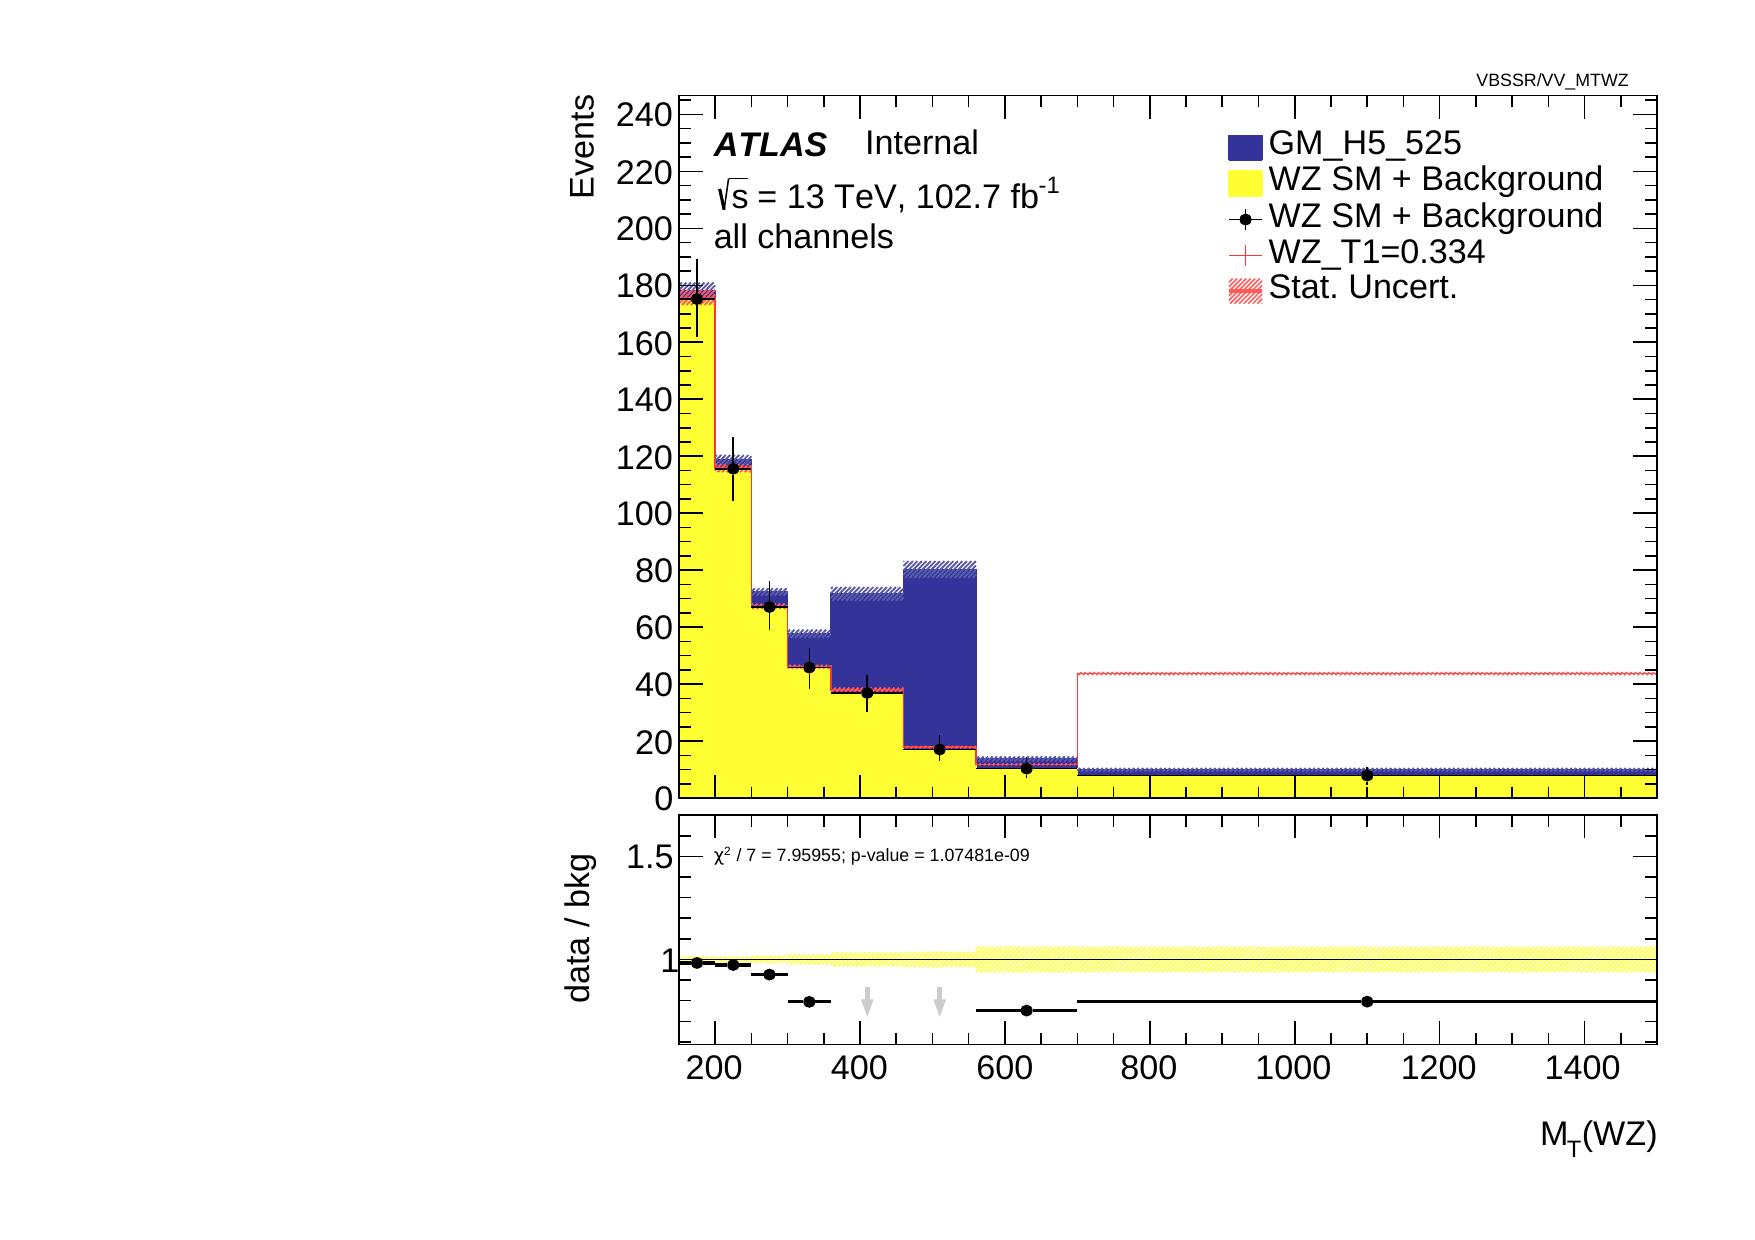 VBSSR/VV_MTWZ
Events
240
220
200
180
160
140
120
100
80
60
40
20
0
ATLAS Internal
√s = 13 TeV, 102.7 fb⁻¹
all channels
GM_H5_525
WZ SM + Background
WZ SM + Background
WZ_T1=0.334
Stat. Uncert.
data / bkg
1.5
1
χ² / 7 = 7.95955; p-value = 1.07481e-09
200 400 600 800 1000 1200 1400
M_T(WZ)